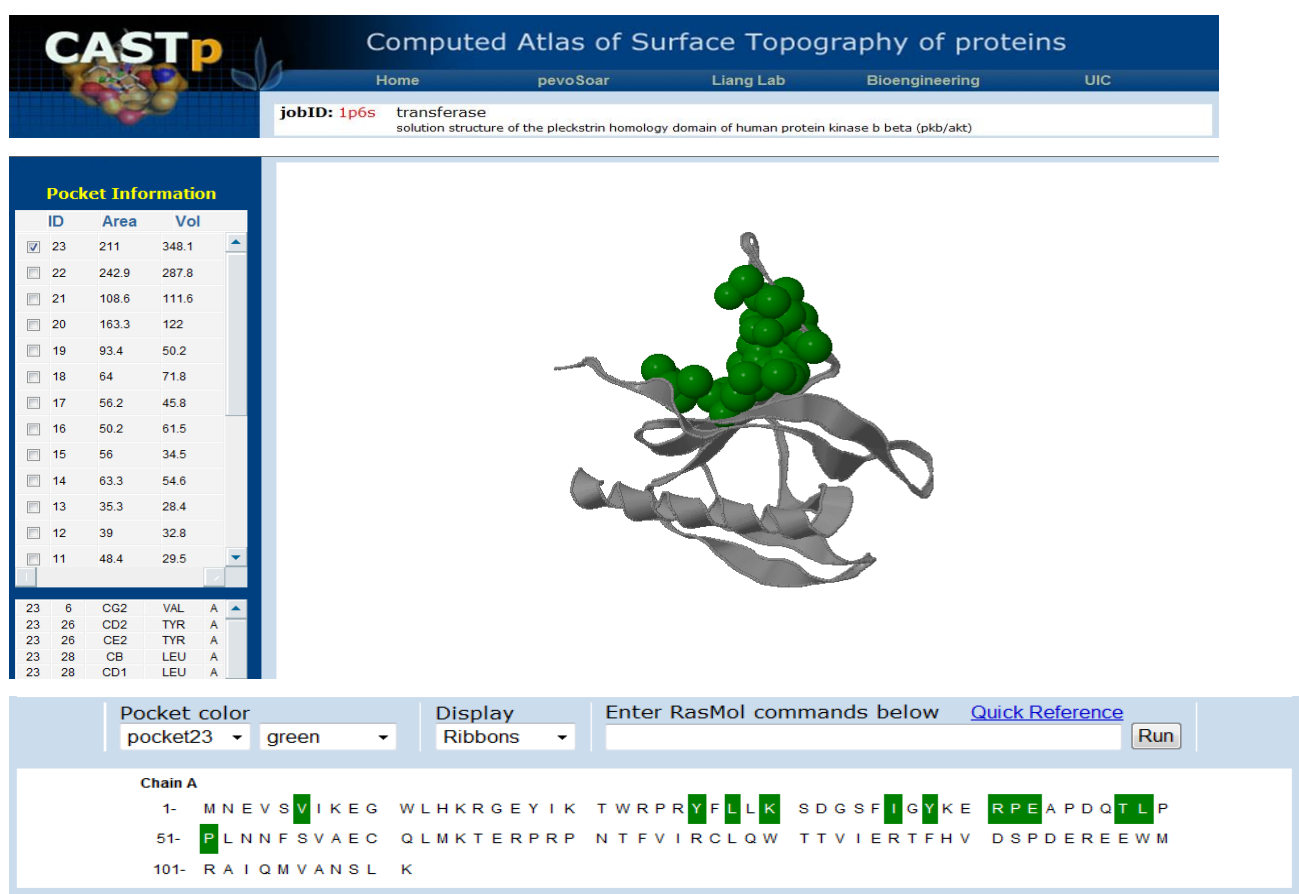 CASTp
Computed Atlas of Surface Topography of proteins
Home pevoSoar Liang Lab Bioengineering UIC
jobID: 1p6s transferase
solution structure of the pleckstrin homology domain of human protein kinase b beta (pkb/akt)
Pocket Information
ID Area Vol
23 211 348.1
22 242.9 287.8
21 108.6 111.6
20 163.3 122
19 93.4 50.2
18 64 71.8
17 56.2 45.8
16 50.2 61.5
15 56 34.5
14 63.3 54.6
13 35.3 28.4
12 39 32.8
11 48.4 29.5
23 6 CG2 VAL A
23 26 CD2 TYR A
23 26 CE2 TYR A
23 28 CB LEU A
23 28 CD1 LEU A
Pocket color Display Enter RasMol commands below Quick Reference
pocket23 green Ribbons Run
Chain A
1- M N E V S V I K E G W L H K R G E Y I K T W R P R Y F L L K S D G S F I G Y K E R P E A P D Q T L P
51- P L N N F S V A E C Q L M K T E R P R P N T F V I R C L Q W T T V I E R T F H V D S P D E R E E W M
101- R A I Q M V A N S L K